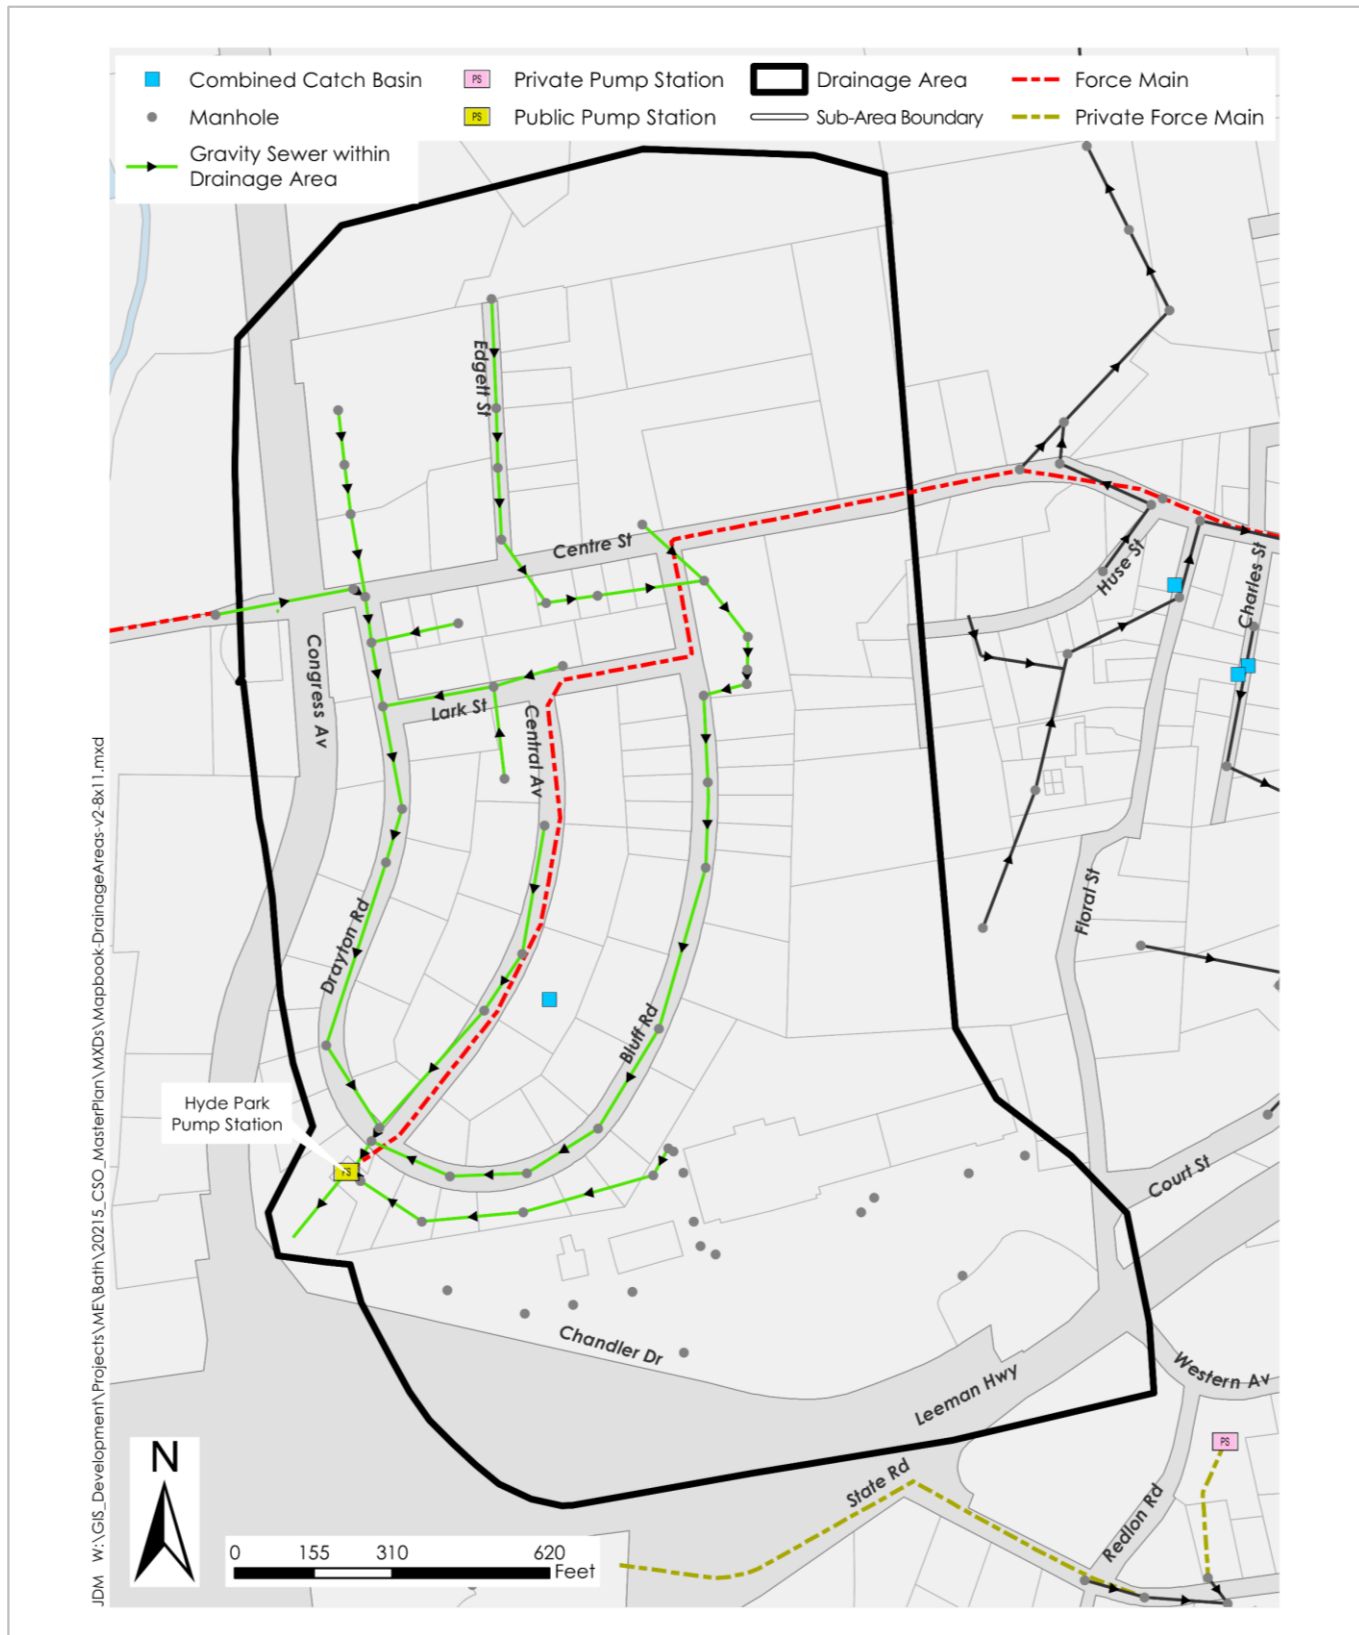 Combined Catch Basin
PS Private Pump Station
Drainage Area
Force Main
Manhole
PS Public Pump Station
Sub-Area Boundary
Private Force Main
Gravity Sewer within
Drainage Area
Edgett St
Centre St
Huse St
Charles St
Congress Av
Lark St
Central Av
Floral St
Drayton Rd
Bluff Rd
Hyde Park
Pump Station
PS
Court St
Chandler Dr
Leeman Hwy
Western Av
PS
State Rd
Redlon Rd
N
0 155 310 620
Feet
JDM W:\GIS_Development\Projects\ME\Bath\20215_CSO_MasterPlan\MXDs\Mapbook-DrainageAreas-v2-8x11.mxd